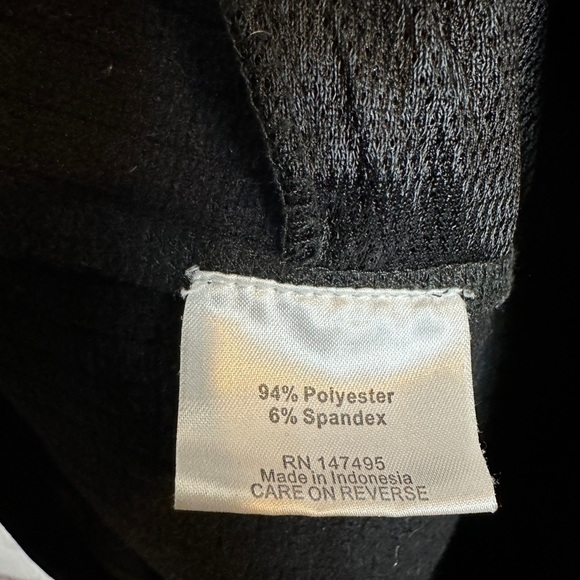 94% Polyester
6% Spandex
RN 147495
Made in Indonesia
CARE ON REVERSE